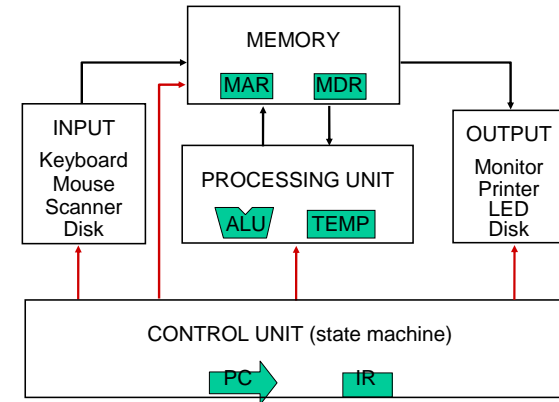 MEMORY
MAR MDR
INPUT
Keyboard
Mouse
Scanner
Disk
PROCESSING UNIT
ALU TEMP
OUTPUT
Monitor
Printer
LED
Disk
CONTROL UNIT (state machine)
PC IR